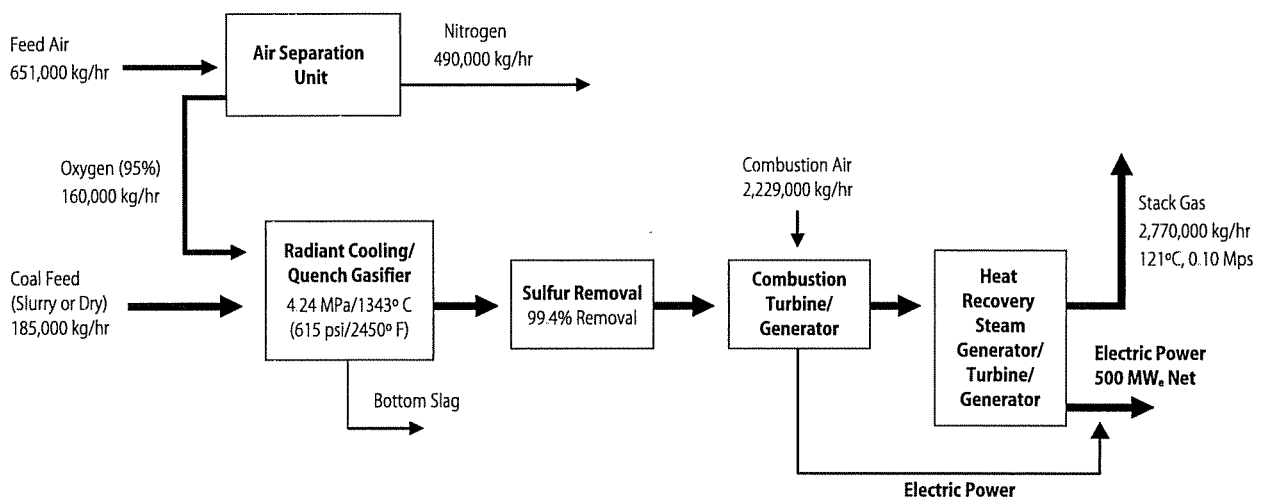 Feed Air
651,000 kg/hr
Air Separation
Unit
Nitrogen
490,000 kg/hr
Oxygen (95%)
160,000 kg/hr
Combustion Air
2,229,000 kg/hr
Stack Gas
2,770,000 kg/hr
121ºC, 0.10 Mps
Coal Feed
(Slurry or Dry)
185,000 kg/hr
Radiant Cooling/
Quench Gasifier
4.24 MPa/1343º C
(615 psi/2450º F)
Sulfur Removal
99.4% Removal
Combustion
Turbine/
Generator
Heat
Recovery
Steam
Generator/
Turbine/
Generator
Electric Power
500 MWe Net
Bottom Slag
Electric Power